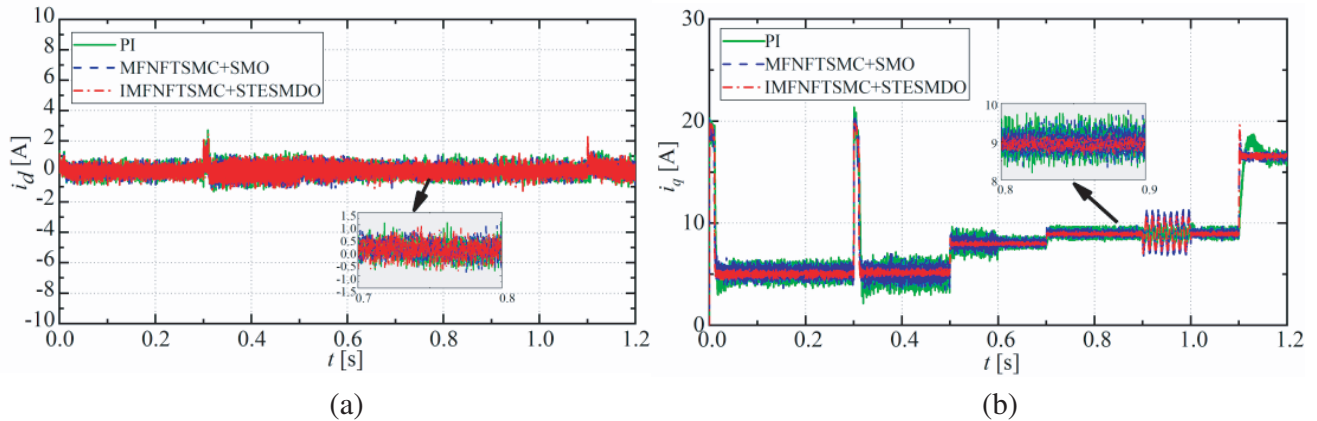 10
8
6
4
2
0
-2
-4
-6
-8
-10
i_d [A]
PI
MFNFTSMC+SMO
IMFNFTSMC+STESMDO
1.5
1.0
0.5
0.0
-0.5
-1.0
-1.5
0.7 0.8
0.0 0.2 0.4 0.6 0.8 1.0 1.2
t [s]
(a)
30
20
10
0
i_q [A]
PI
MFNFTSMC+SMO
IMFNFTSMC+STESMDO
10
9
8
0.8 0.9
0.0 0.2 0.4 0.6 0.8 1.0 1.2
t [s]
(b)